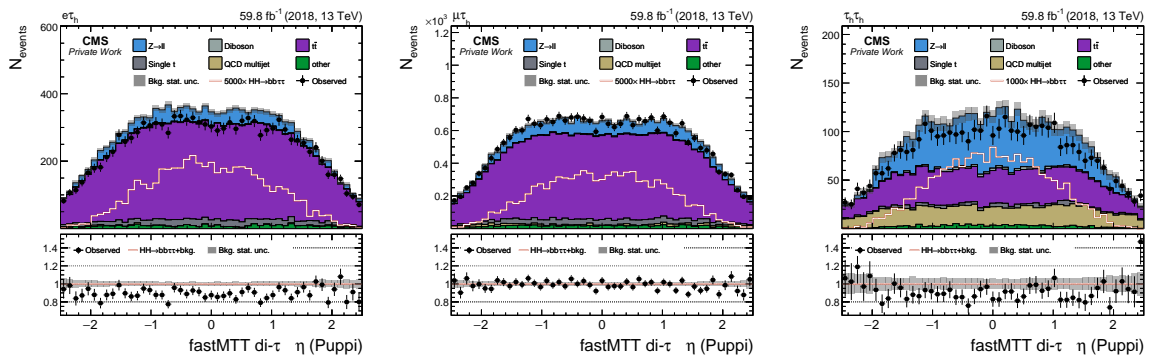 eτh 59.8 fb-1 (2018, 13 TeV)
CMS
Private Work
Z→ll Diboson tt̄
Single t QCD multijet other
Bkg. stat. unc. 5000× HH→bbττ Observed
Nevents
600
400
200
Observed HH→bbττ+bkg. Bkg. stat. unc.
1.4
1.2
1
0.8
−2 −1 0 1 2
fastMTT di-τ η (Puppi)
×10³ μτh 59.8 fb-1 (2018, 13 TeV)
CMS
Private Work
Z→ll Diboson tt̄
Single t QCD multijet other
Bkg. stat. unc. 5000× HH→bbττ Observed
Nevents
1.2
1.0
0.8
0.6
0.4
0.2
Observed HH→bbττ+bkg. Bkg. unc.
1.4
1.2
1
0.8
−2 −1 0 1 2
fastMTT di-τ η (Puppi)
τhτh 59.8 fb-1 (2018, 13 TeV)
CMS
Private Work
Z→ll Diboson tt̄
Single t QCD multijet other
Bkg. stat. unc. 1000× HH→bbττ Observed
Nevents
200
150
100
50
Observed HH→bbττ+bkg. Bkg. unc.
1.4
1.2
1
0.8
−2 −1 0 1 2
fastMTT di-τ η (Puppi)